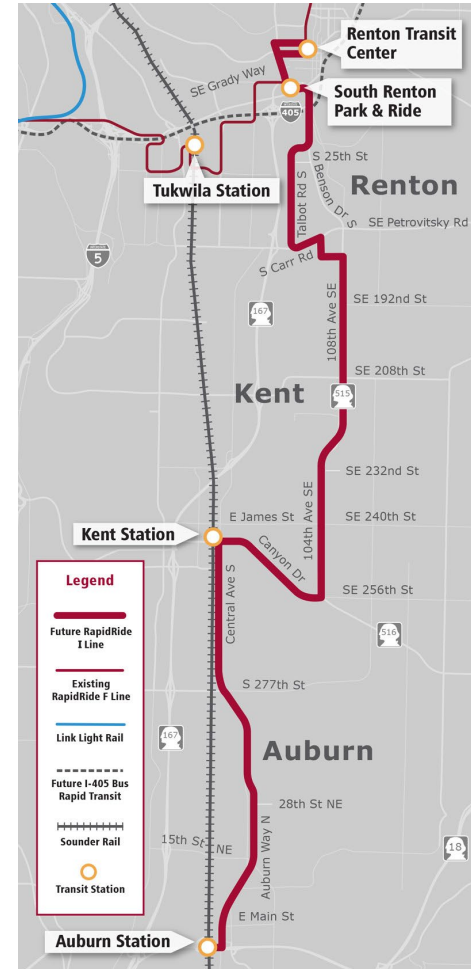 Renton Transit
Center
SE Grady Way
South Renton
Park & Ride
405
S 25th St
Tukwila Station
Talbot Rd S
Benson Dr S
Renton
SE Petrovitsky Rd
5
S Carr Rd
167
108th Ave SE
SE 192nd St
SE 208th St
Kent
515
SE 232nd St
104th Ave SE
E James St
SE 240th St
Kent Station
Canyon Dr
Central Ave S
SE 256th St
516
Legend
Future RapidRide
I Line
Existing
RapidRide F Line
Link Light Rail
Future I-405 Bus
Rapid Transit
Sounder Rail
Transit Station
S 277th St
167
Auburn
28th St NE
15th St NE
Auburn Way N
18
E Main St
Auburn Station